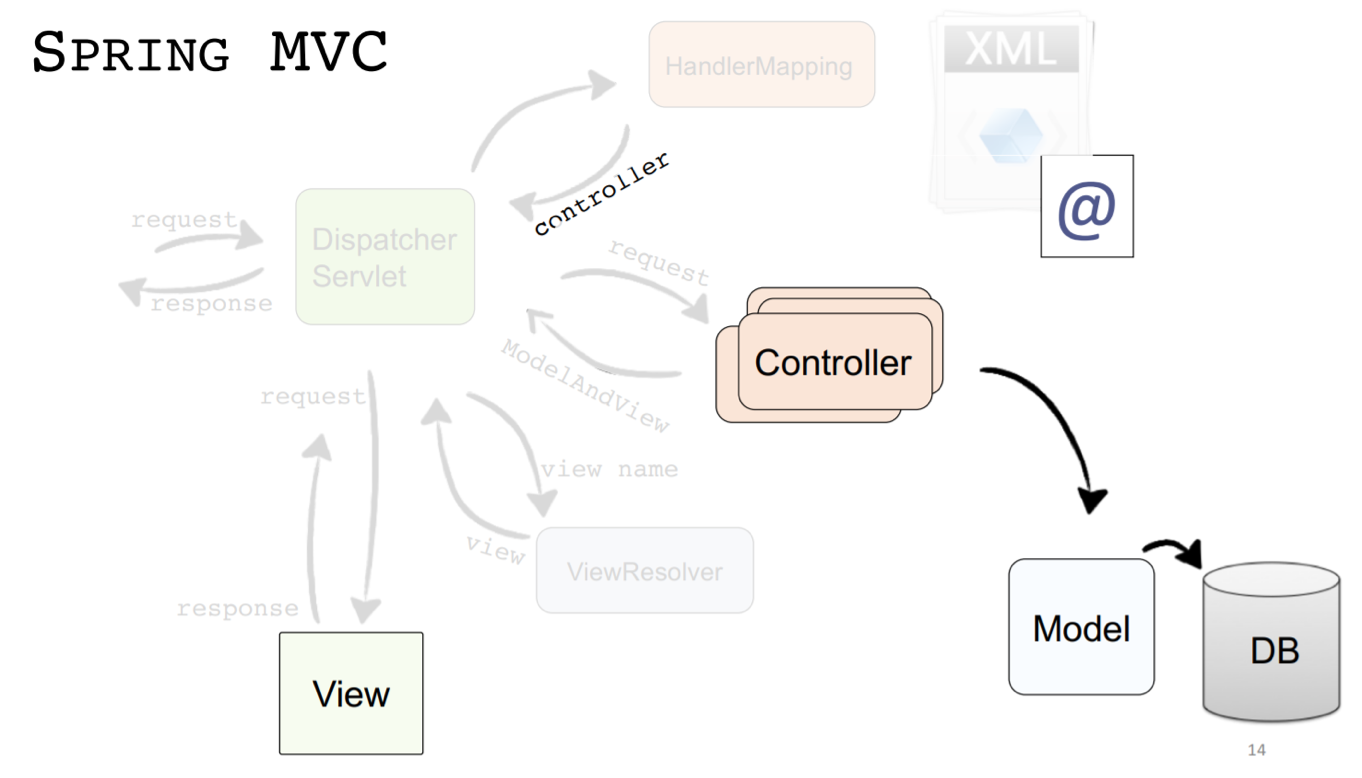 SPRING MVC
HandlerMapping
XML
@
controller
request
response
Dispatcher
Servlet
request
ModelAndView
Controller
request
view name
view
ViewResolver
response
View
Model
DB
14